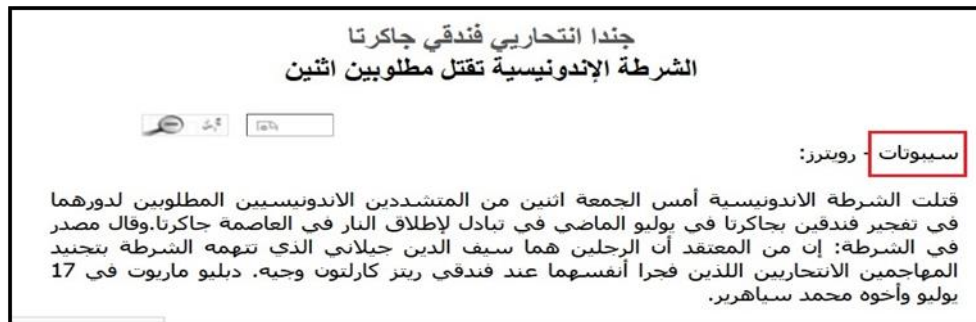 جندا انتحاريي فندقي جاكرتا
الشرطة الإندونيسية تقتل مطلوبين اثنين
سيبوتات - رويترز:
قتلت الشرطة الاندونيسية أمس الجمعة اثنين من المتشددين الاندونيسيين المطلوبين لدورهما
في تفجير فندقين بجاكرتا في يوليو الماضي في تبادل لإطلاق النار في العاصمة جاكرتا.وقال مصدر
في الشرطة: إن من المعتقد أن الرجلين هما سيف الدين جيلاني الذي تتهمه الشرطة بتجنيد
المهاجمين الانتحاريين اللذين فجرا أنفسهما عند فندقي ريتز كارلتون وجيه. دبليو ماريوت في 17
يوليو وأخوه محمد سياهرير.